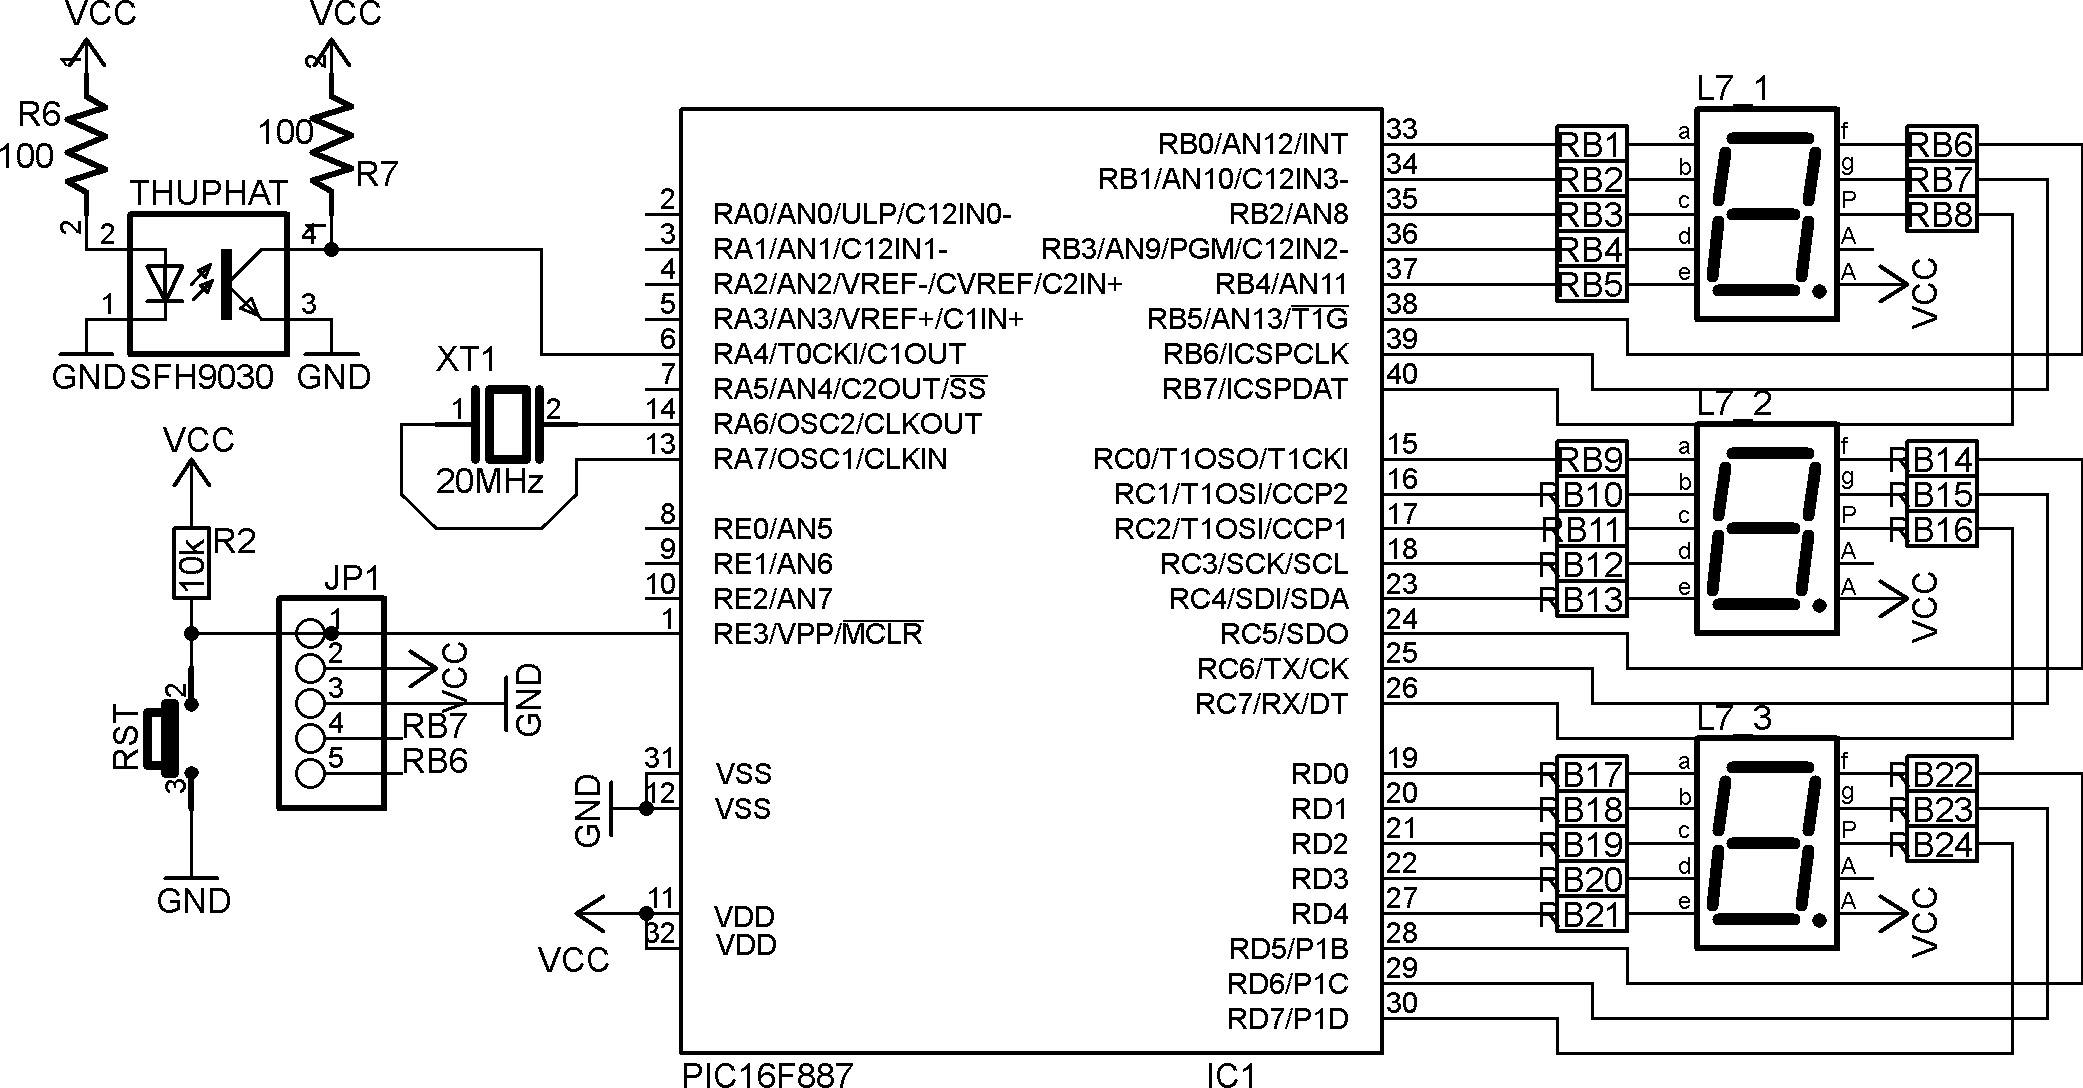 VCC
VCC
1
2
R6
100
100
R7
2
1
THUPHAT
2
4
1
3
GND
SFH9030
GND
XT1
1
2
20MHz
VCC
R2
10k
JP1
1
2
VCC
3
GND
4
RB7
5
RB6
2
RST
3
GND
2 RA0/AN0/ULP/C12IN0-
3 RA1/AN1/C12IN1-
4 RA2/AN2/VREF-/CVREF/C2IN+
5 RA3/AN3/VREF+/C1IN+
6 RA4/T0CKI/C1OUT
7 RA5/AN4/C2OUT/SS
14 RA6/OSC2/CLKOUT
13 RA7/OSC1/CLKIN
8 RE0/AN5
9 RE1/AN6
10 RE2/AN7
1 RE3/VPP/MCLR
GND
31 VSS
12 VSS
VCC
11 VDD
32 VDD
RB0/AN12/INT 33
RB1/AN10/C12IN3- 34
RB2/AN8 35
RB3/AN9/PGM/C12IN2- 36
RB4/AN11 37
RB5/AN13/T1G 38
RB6/ICSPCLK 39
RB7/ICSPDAT 40
RC0/T1OSO/T1CKI 15
RC1/T1OSI/CCP2 16
RC2/T1OSI/CCP1 17
RC3/SCK/SCL 18
RC4/SDI/SDA 23
RC5/SDO 24
RC6/TX/CK 25
RC7/RX/DT 26
RD0 19
RD1 20
RD2 21
RD3 22
RD4 27
RD5/P1B 28
RD6/P1C 29
RD7/P1D 30
PIC16F887
IC1
L7_1
RB1 a f RB6
RB2 b g RB7
RB3 c P RB8
RB4 d A
RB5 e A VCC
L7_2
RB9 a f RB14
RB10 b g RB15
RB11 c P RB16
RB12 d A
RB13 e A VCC
L7_3
RB17 a f RB22
RB18 b g RB23
RB19 c P RB24
RB20 d A
RB21 e A VCC